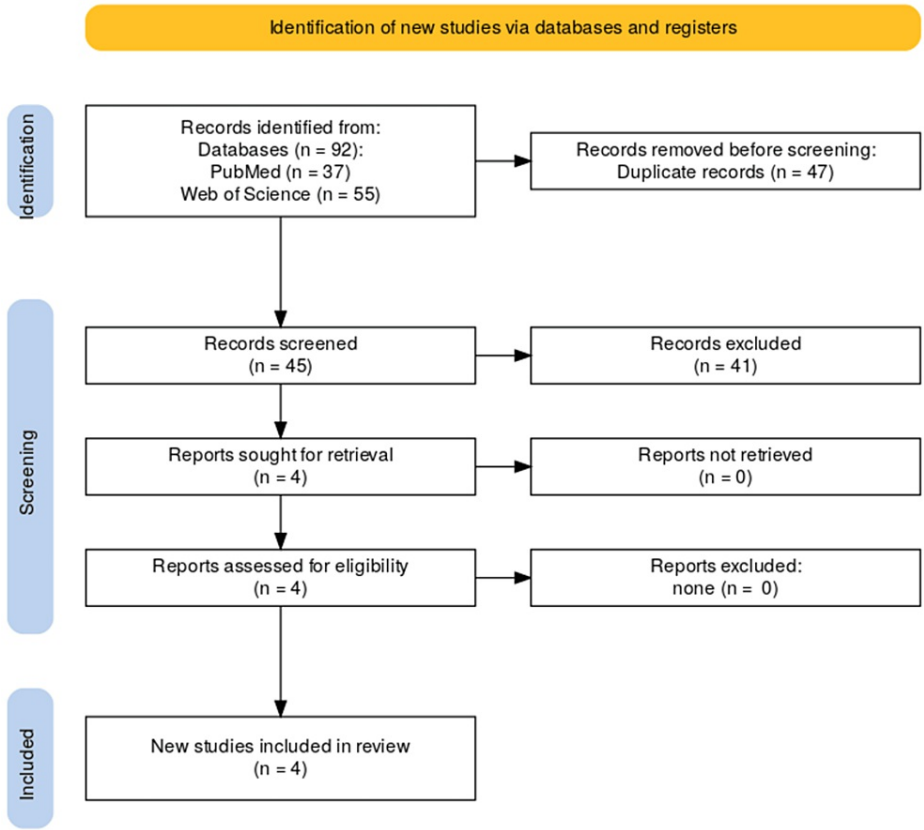 Identification of new studies via databases and registers
Identification
Records identified from:
Databases (n = 92):
PubMed (n = 37)
Web of Science (n = 55)
Records removed before screening:
Duplicate records (n = 47)
Screening
Records screened
(n = 45)
Records excluded
(n = 41)
Reports sought for retrieval
(n = 4)
Reports not retrieved
(n = 0)
Reports assessed for eligibility
(n = 4)
Reports excluded:
none (n =  0)
Included
New studies included in review
(n = 4)